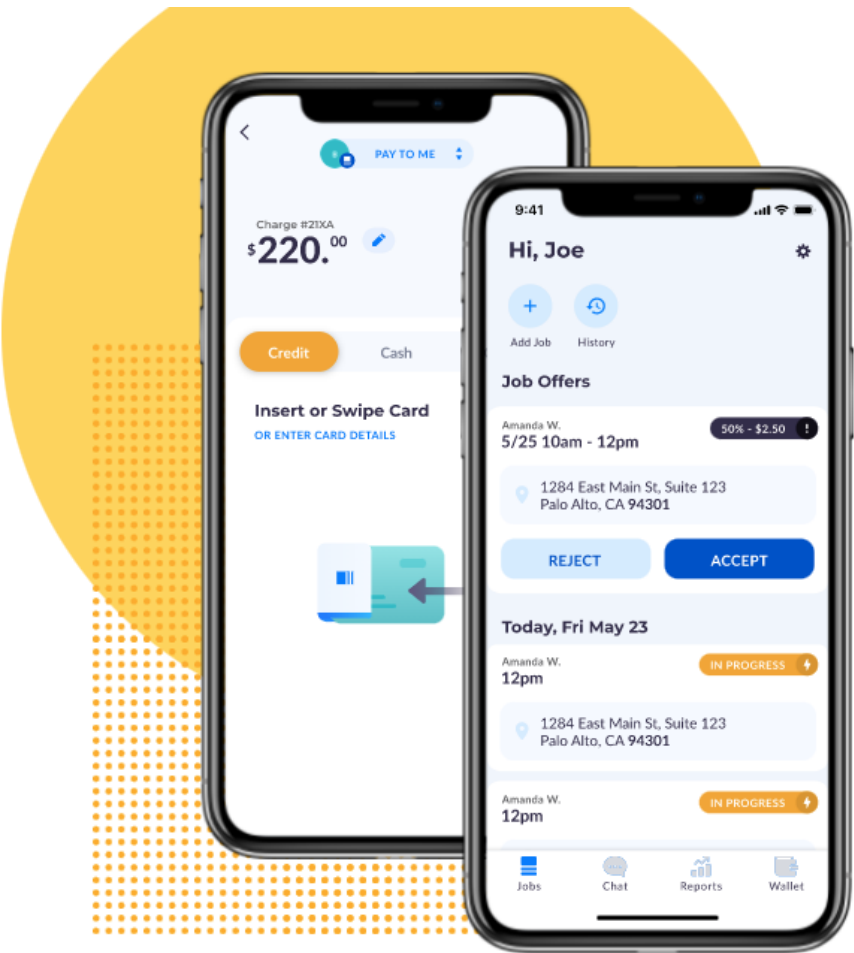 PAY TO ME
Charge #21XA
$220.00
Credit
Cash
Insert or Swipe Card
OR ENTER CARD DETAILS
9:41
Hi, Joe
Add Job
History
Job Offers
Amanda W.
5/25 10am - 12pm
50% - $2.50 !
1284 East Main St, Suite 123
Palo Alto, CA 94301
REJECT
ACCEPT
Today, Fri May 23
Amanda W.
12pm
IN PROGRESS
1284 East Main St, Suite 123
Palo Alto, CA 94301
Amanda W.
12pm
IN PROGRESS
Jobs
Chat
Reports
Wallet